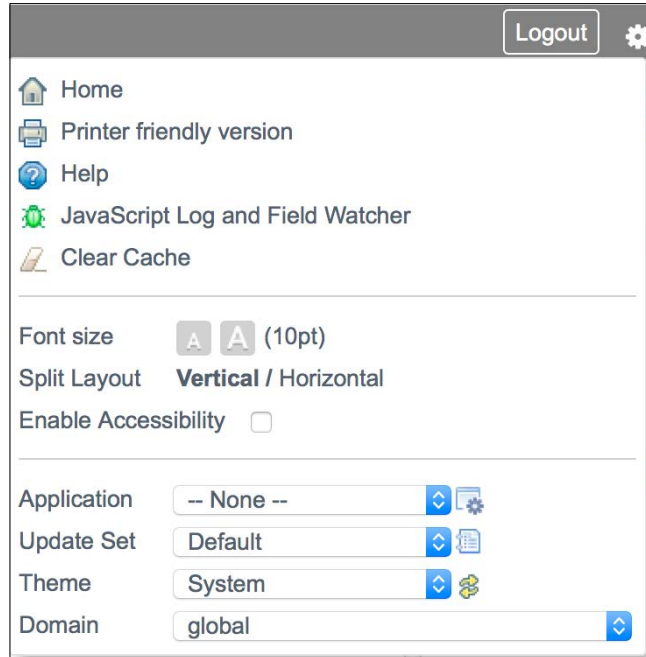 Logout
Home
Printer friendly version
Help
JavaScript Log and Field Watcher
Clear Cache
Font size A A (10pt)
Split Layout Vertical / Horizontal
Enable Accessibility
Application -- None --
Update Set Default
Theme System
Domain global